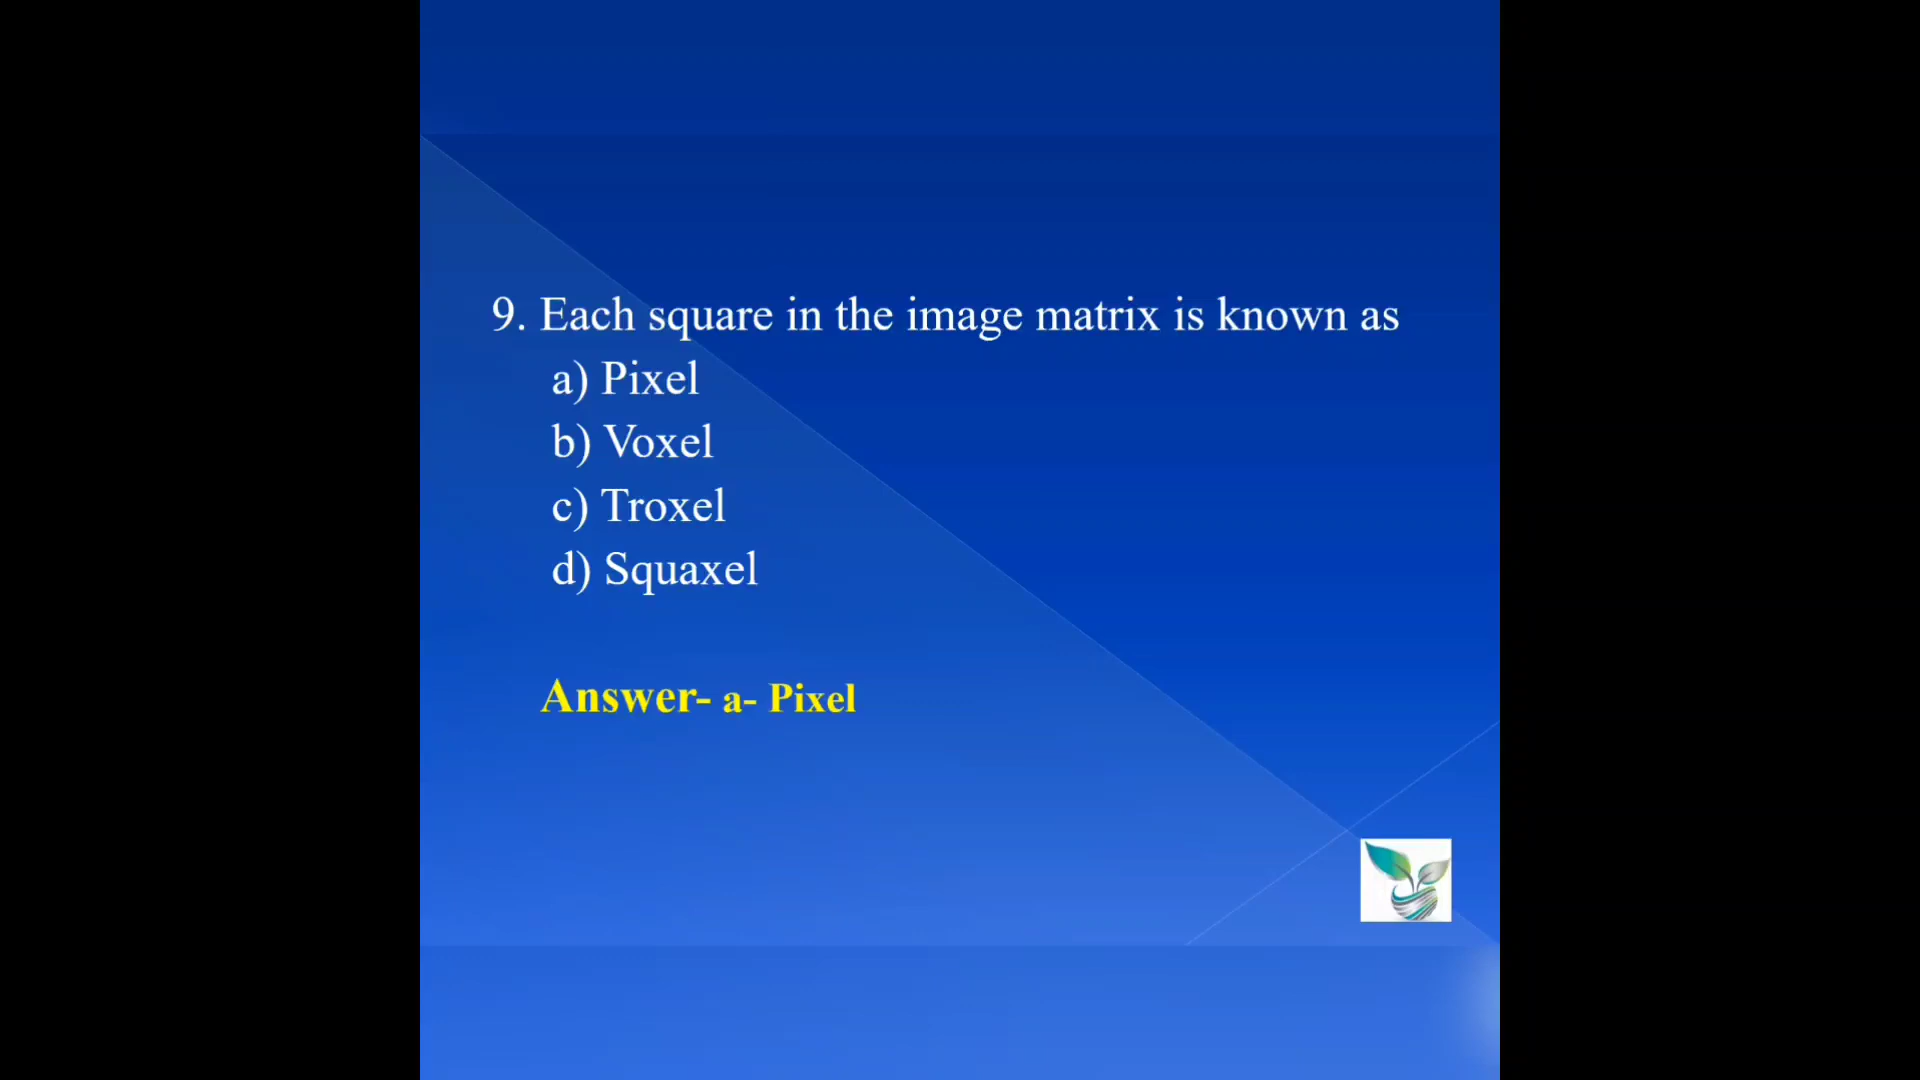 9. Each square in the image matrix is known as
a) Pixel
b) Voxel
c) Troxel
d) Squaxel
Answer- a- Pixel